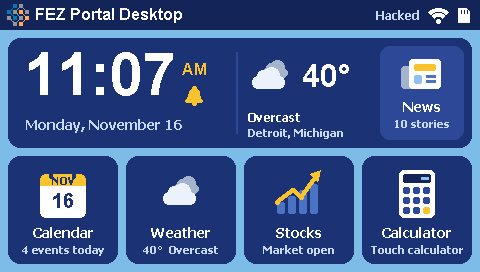 FEZ Portal Desktop
Hacked
11:07 AM
Monday, November 16
40°
Overcast
Detroit, Michigan
News
10 stories
NOV
16
Calendar
4 events today
Weather
40° Overcast
Stocks
Market open
Calculator
Touch calculator